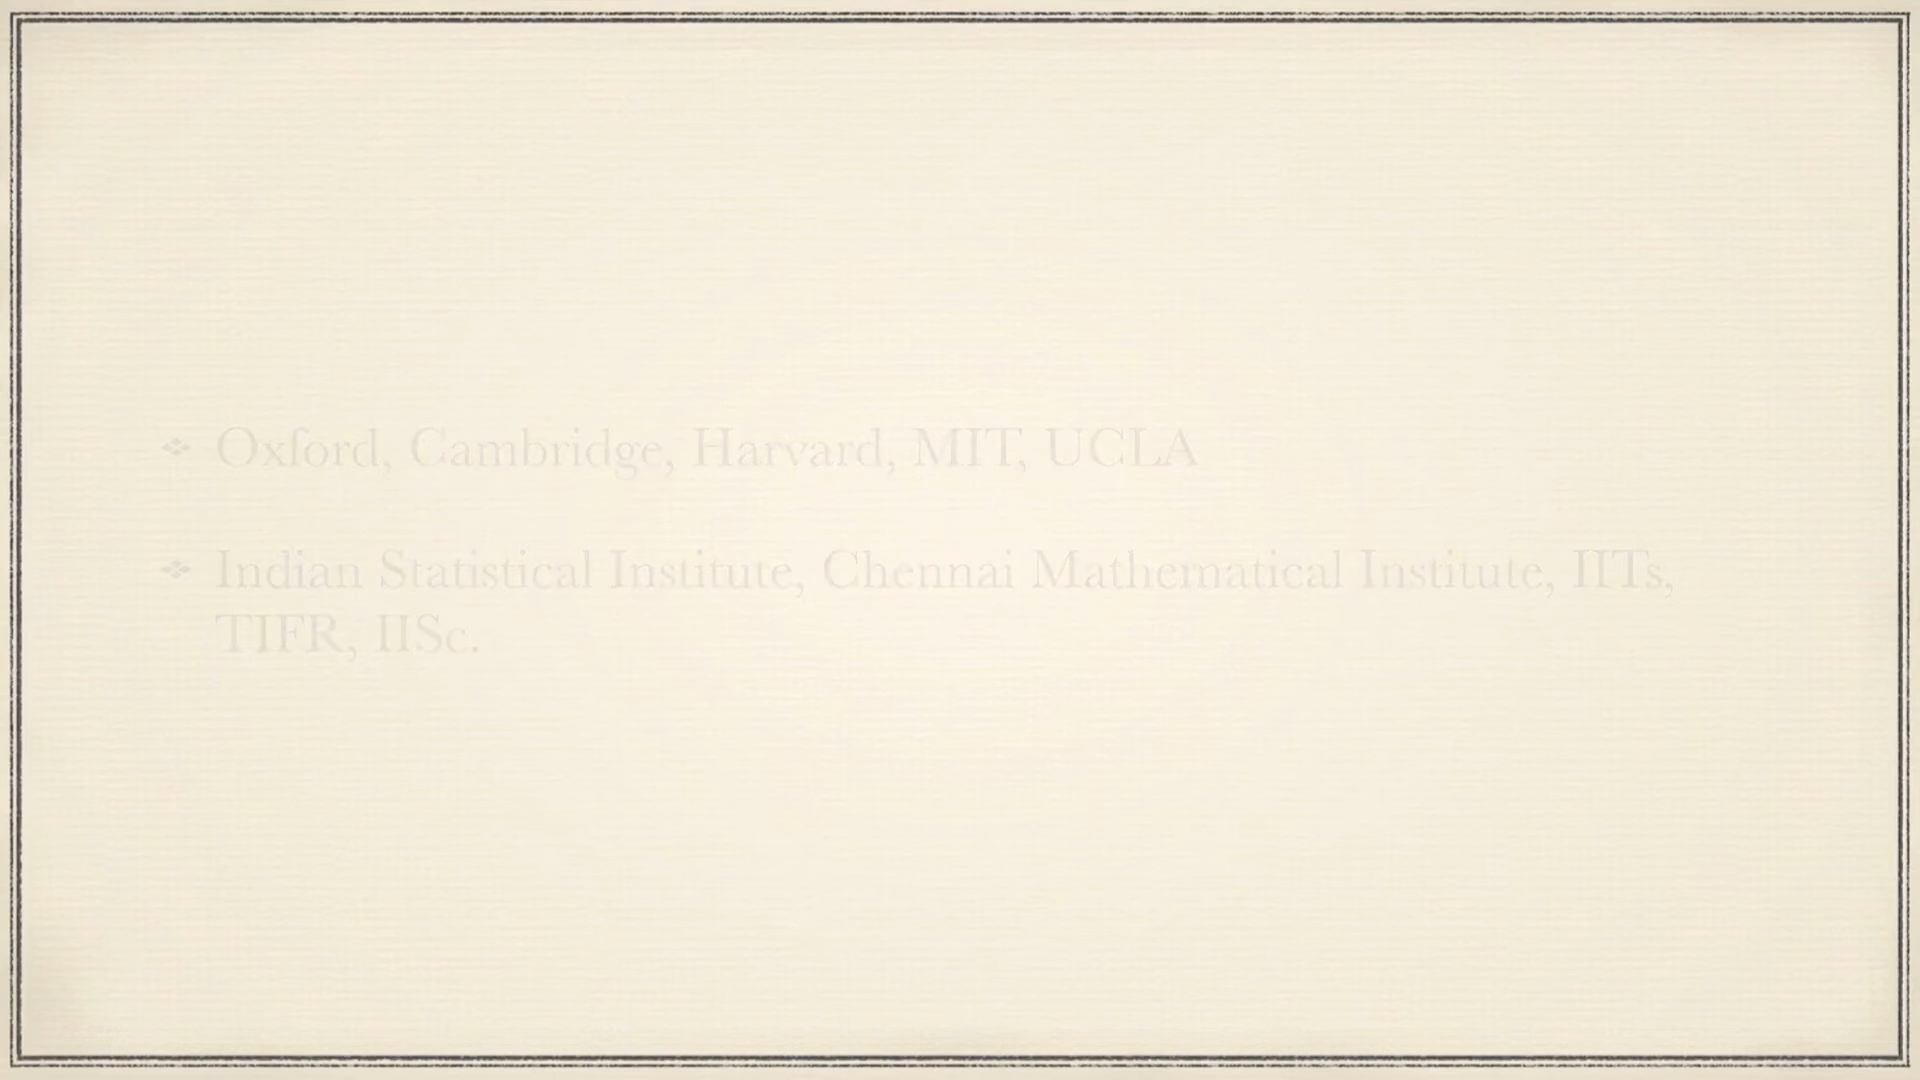 ❖ Oxford, Cambridge, Harvard, MIT, UCLA
❖ Indian Statistical Institute, Chennai Mathematical Institute, IITs,
TIFR, IISc.